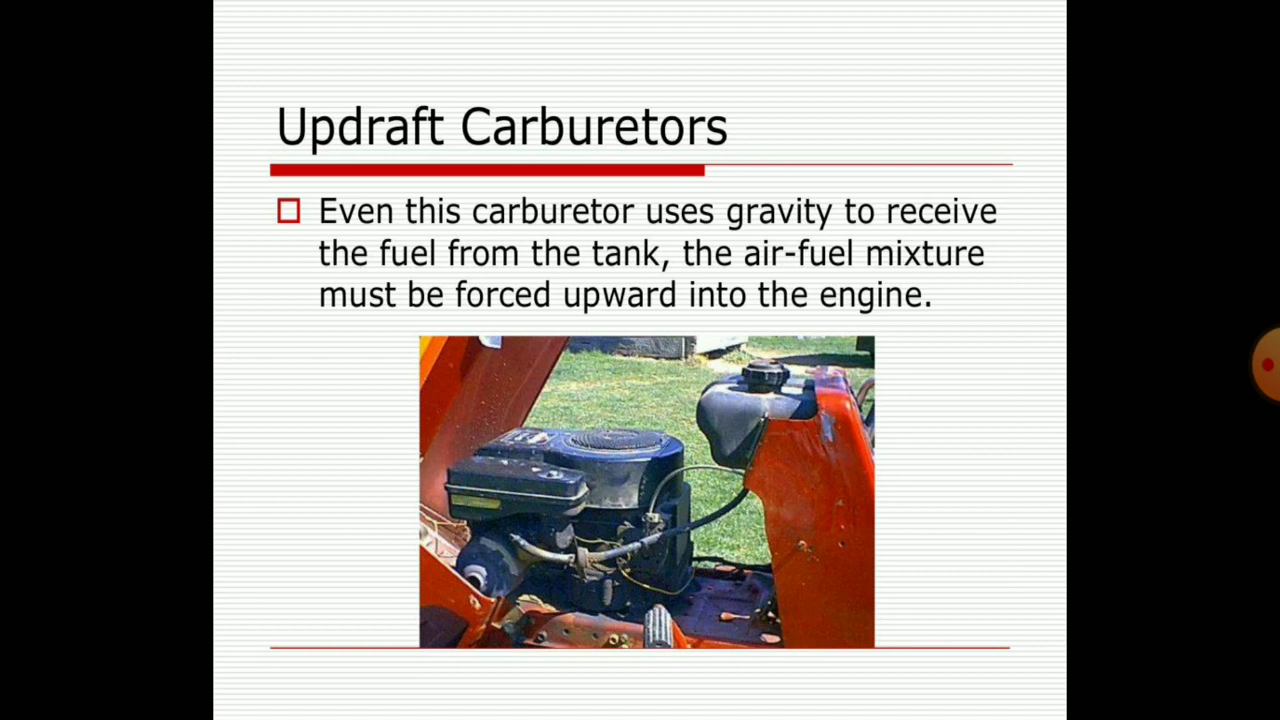 Updraft Carburetors
Even this carburetor uses gravity to receive
the fuel from the tank, the air-fuel mixture
must be forced upward into the engine.